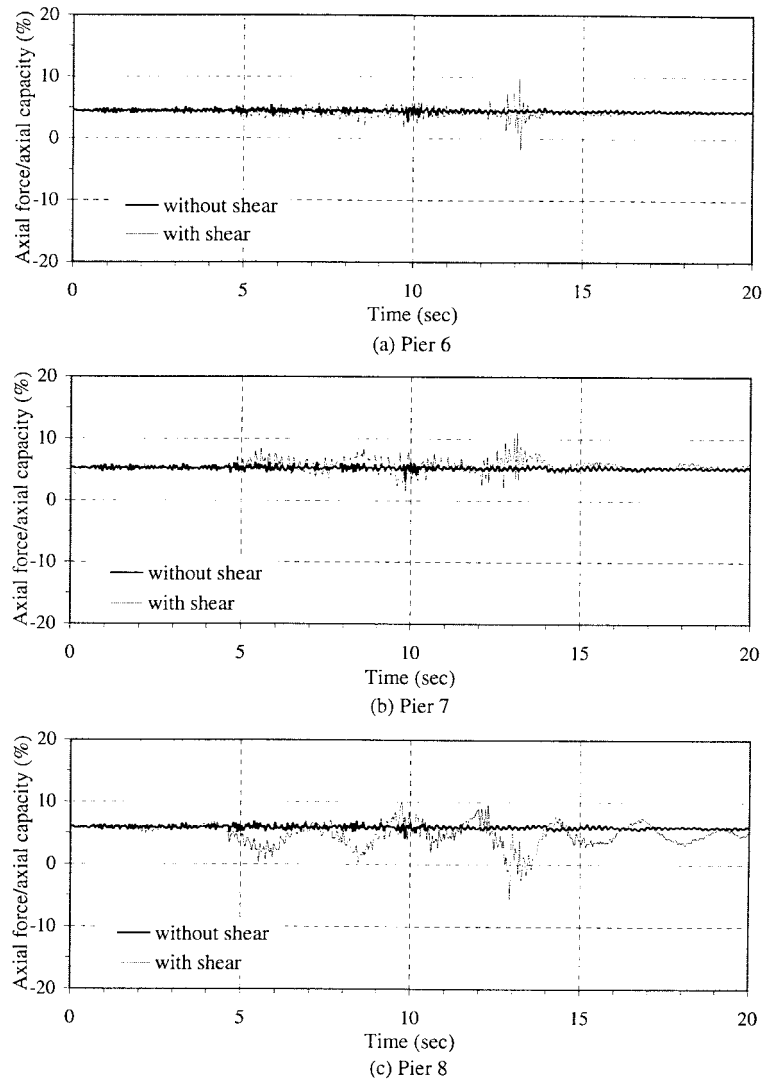 Axial force/axial capacity (%)
20
10
0
-10
-20
without shear
with shear
0 5 10 15 20
Time (sec)
(a) Pier 6
Axial force/axial capacity (%)
20
10
0
-10
-20
without shear
with shear
0 5 10 15 20
Time (sec)
(b) Pier 7
Axial force/axial capacity (%)
20
10
0
-10
-20
without shear
with shear
0 5 10 15 20
Time (sec)
(c) Pier 8